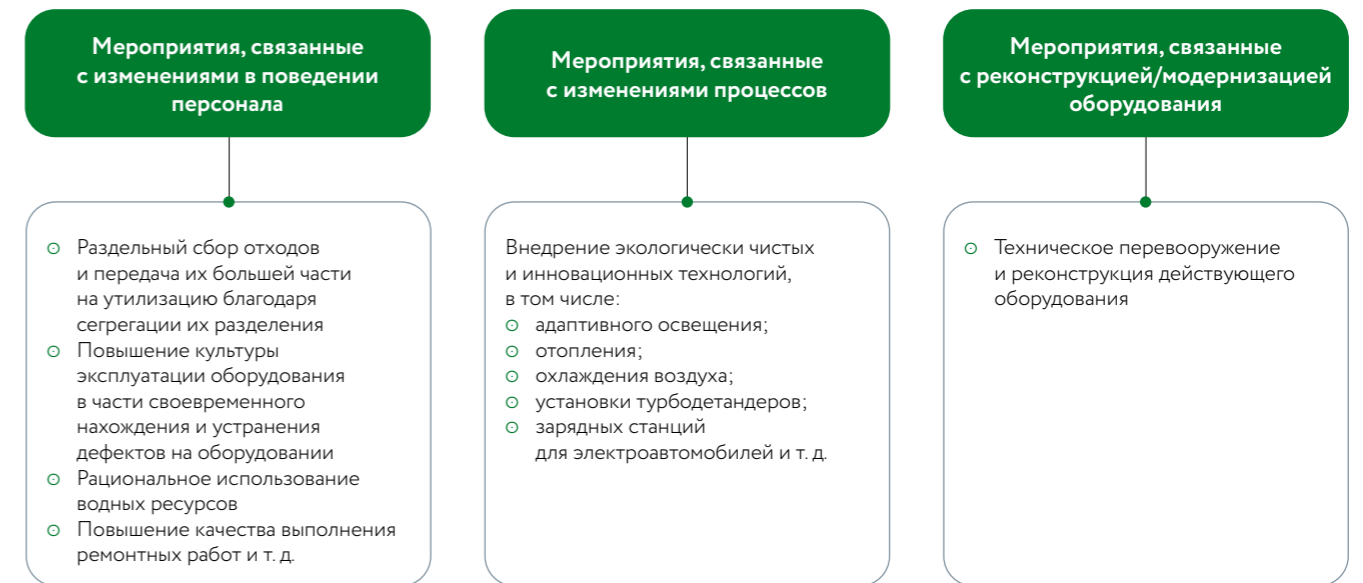 Мероприятия, связанные
с изменениями в поведении
персонала
Раздельный сбор отходов
и передача их большей части
на утилизацию благодаря
сегрегации их разделения
Повышение культуры
эксплуатации оборудования
в части своевременного
нахождения и устранения
дефектов на оборудовании
Рациональное использование
водных ресурсов
Повышение качества выполнения
ремонтных работ и т. д.
Мероприятия, связанные
с изменениями процессов
Внедрение экологически чистых
и инновационных технологий,
в том числе:
адаптивного освещения;
отопления;
охлаждения воздуха;
установки турбодетандеров;
зарядных станций
для электроавтомобилей и т. д.
Мероприятия, связанные
с реконструкцией/модернизацией
оборудования
Техническое перевооружение
и реконструкция действующего
оборудования